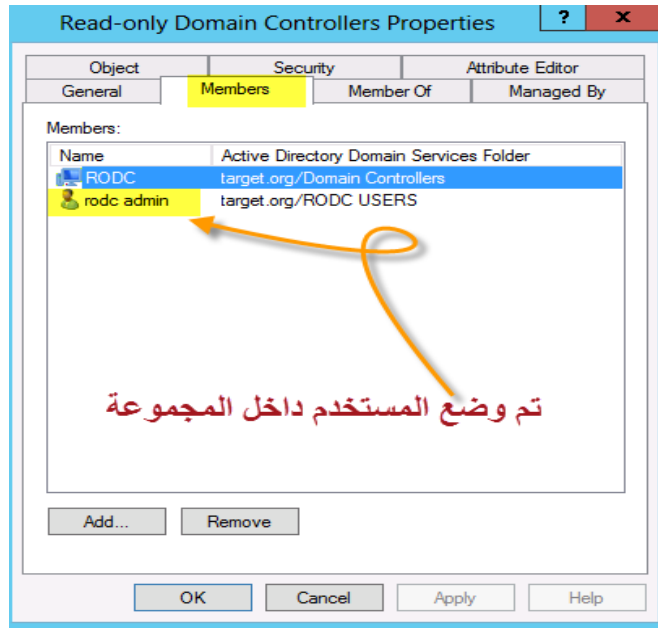 Read-only Domain Controllers Properties
? x
Object Security Attribute Editor
General Members Member Of Managed By
Members:
Name Active Directory Domain Services Folder
RODC target.org/Domain Controllers
rodc admin target.org/RODC USERS
تم وضع المستخدم داخل المجموعة
Add... Remove
OK Cancel Apply Help